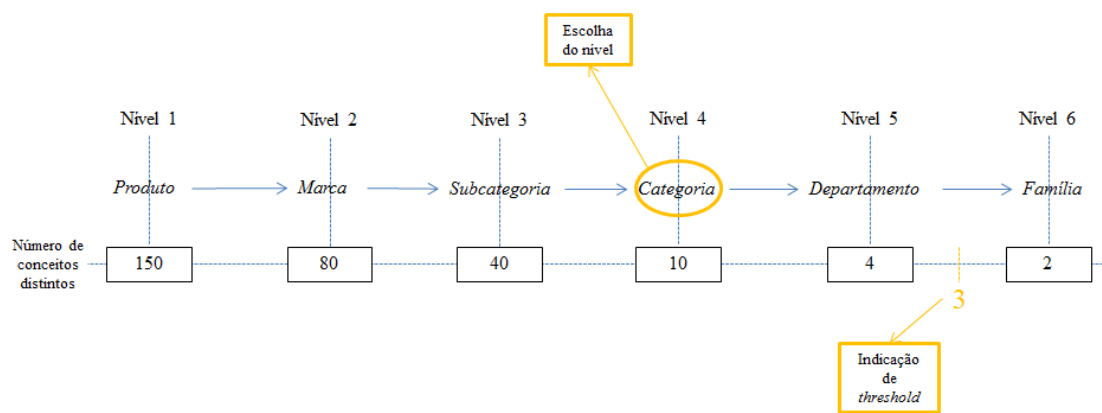 Escolha
do nível
Nível 1
Nível 2
Nível 3
Nível 4
Nível 5
Nível 6
Produto
Marca
Subcategoria
Categoria
Departamento
Família
Número de
conceitos
distintos
150
80
40
10
4
2
3
Indicação
de
threshold